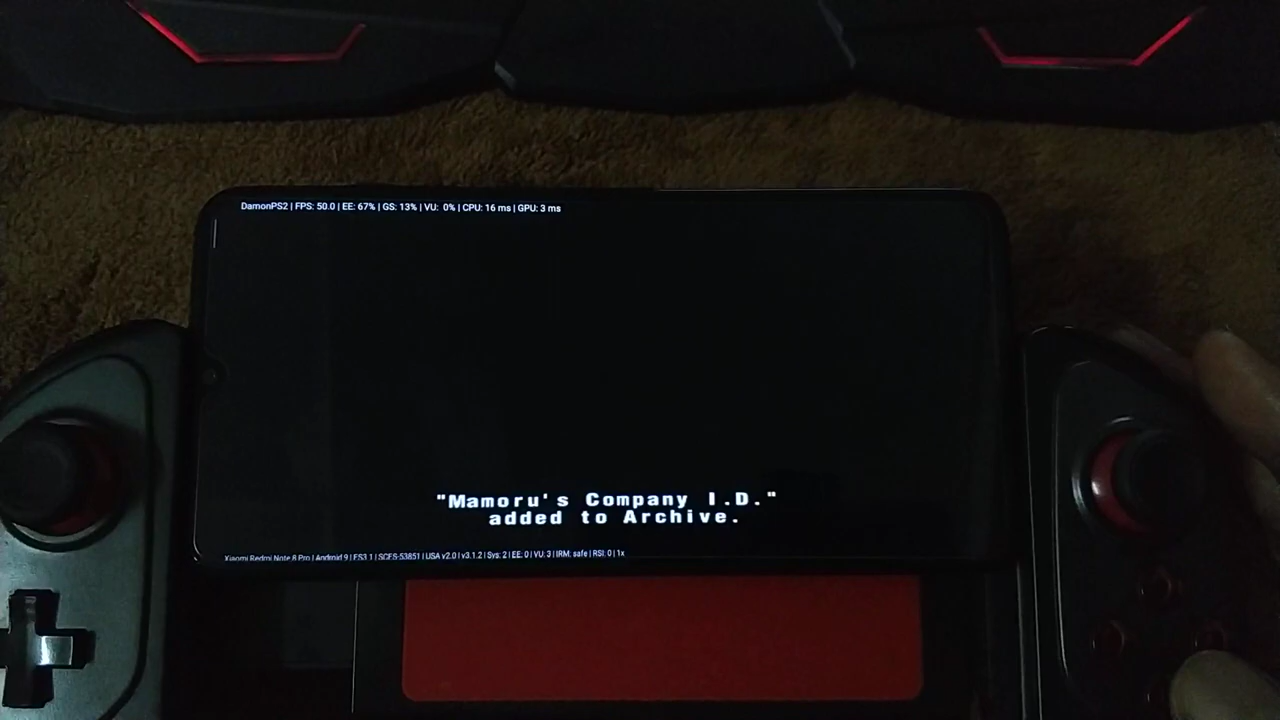 DamonPS2 | FPS: 50.0 | EE: 67% | GS: 13% | VU: 0% | CPU: 16 ms | GPU: 3 ms
"Mamoru's Company I.D."
added to Archive.
Xiaomi Redmi Note 8 Pro | Android 9 | ES3.1 | SCES-53851 | USA v2.0 | v3.1.2 | Sys: 2 | EE: 0 | VU: 3 | IRM: safe | RSI: 0 | 1x